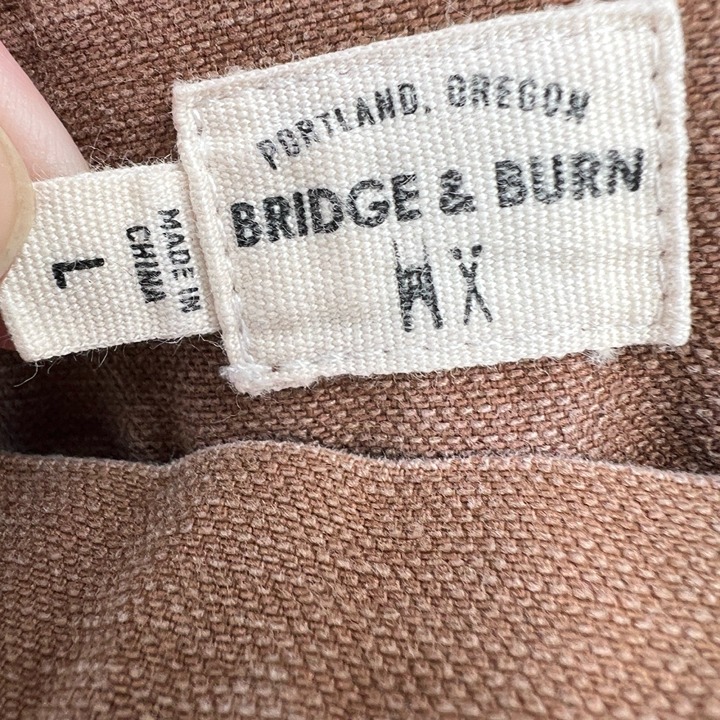 PORTLAND, OREGON
BRIDGE & BURN
L
MADE IN
CHINA